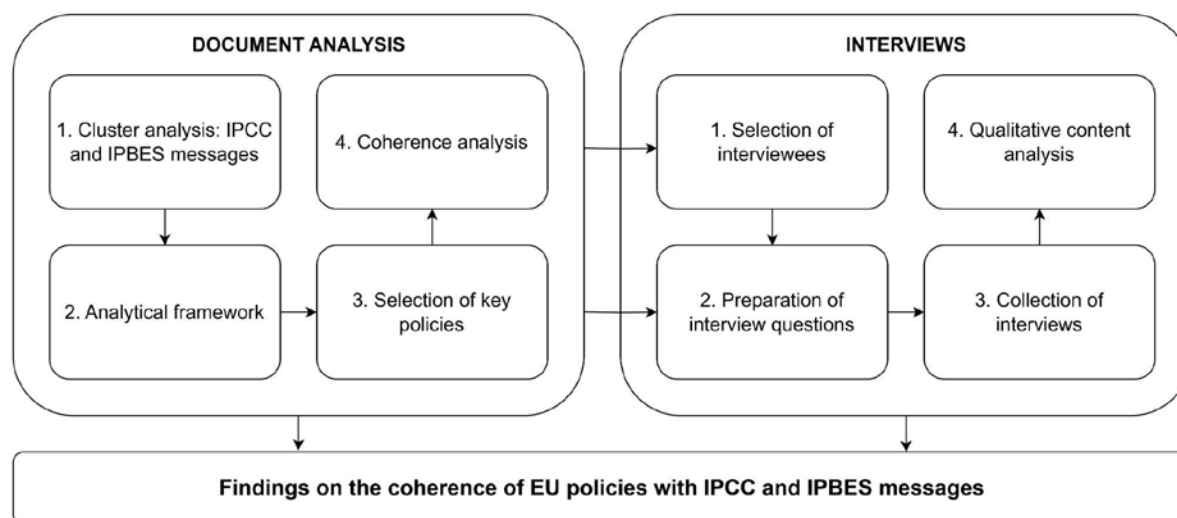 DOCUMENT ANALYSIS
1. Cluster analysis: IPCC
and IPBES messages
2. Analytical framework
3. Selection of key
policies
4. Coherence analysis
INTERVIEWS
1. Selection of
interviewees
2. Preparation of
interview questions
3. Collection of
interviews
4. Qualitative content
analysis
Findings on the coherence of EU policies with IPCC and IPBES messages